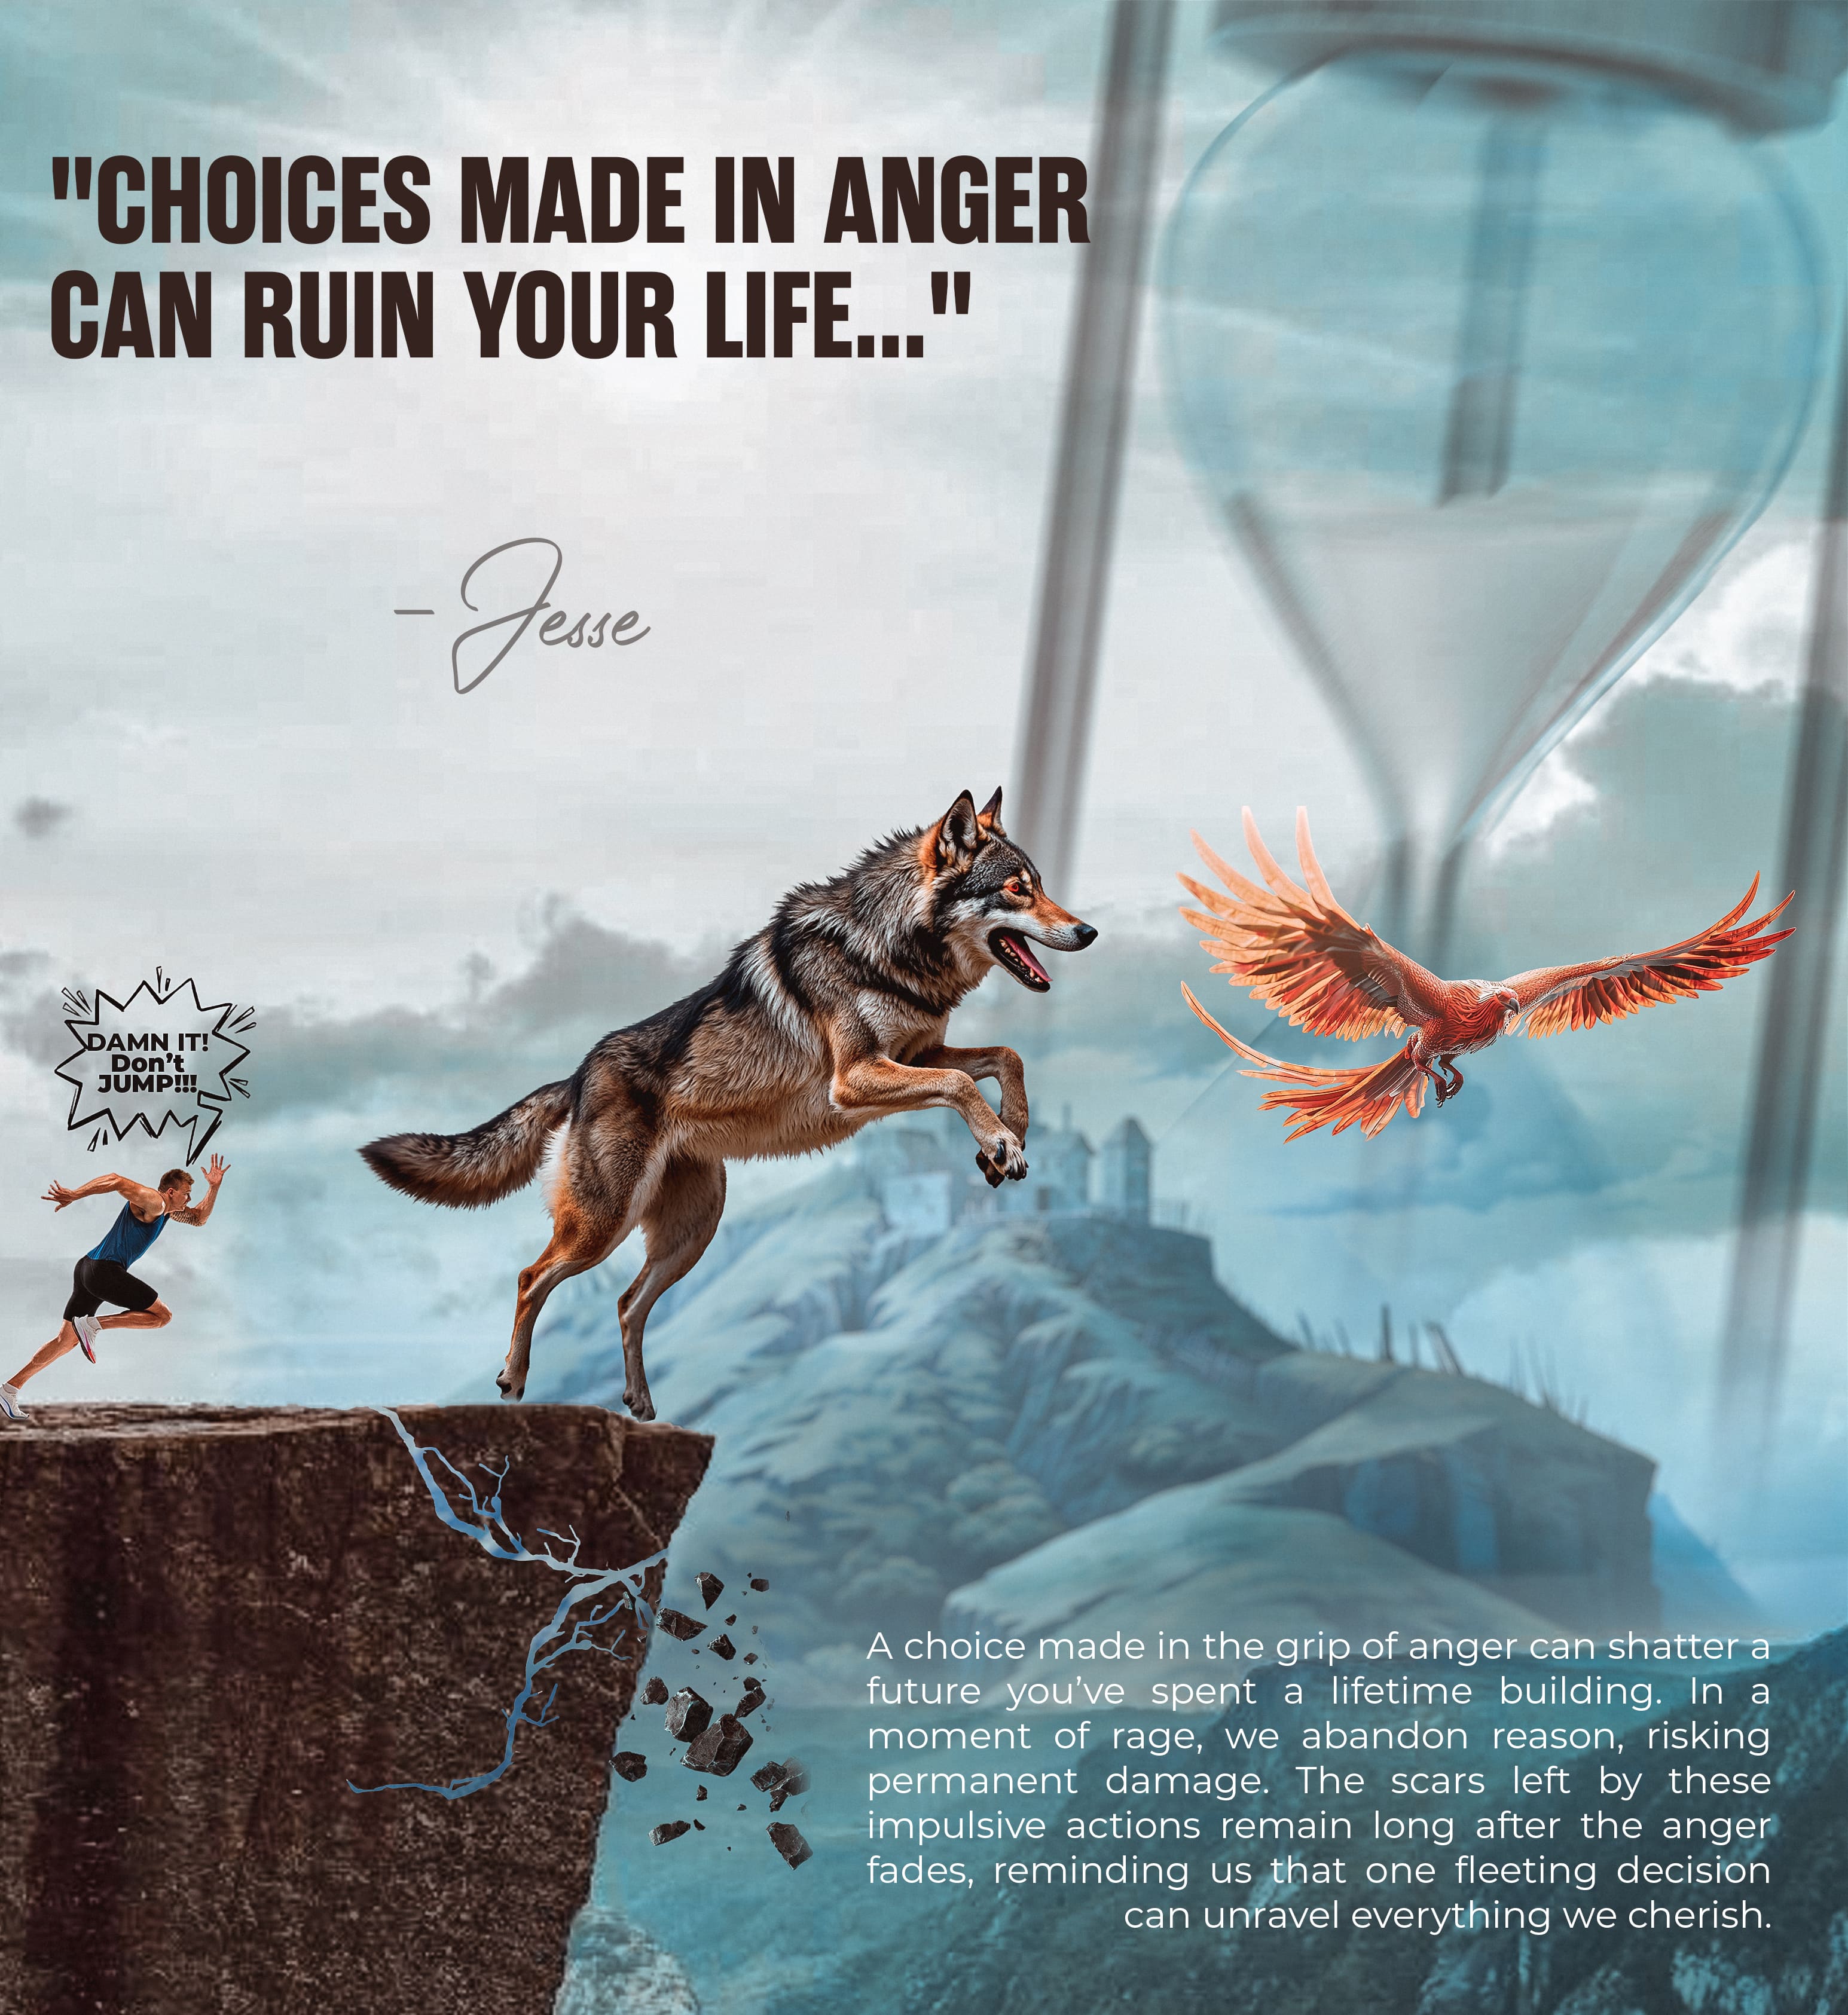 "CHOICES MADE IN ANGER
CAN RUIN YOUR LIFE..."
– Jesse
DAMN IT!
Don't
JUMP!!!
A choice made in the grip of anger can shatter a
future you've spent a lifetime building. In a
moment of rage, we abandon reason, risking
permanent damage. The scars left by these
impulsive actions remain long after the anger
fades, reminding us that one fleeting decision
can unravel everything we cherish.